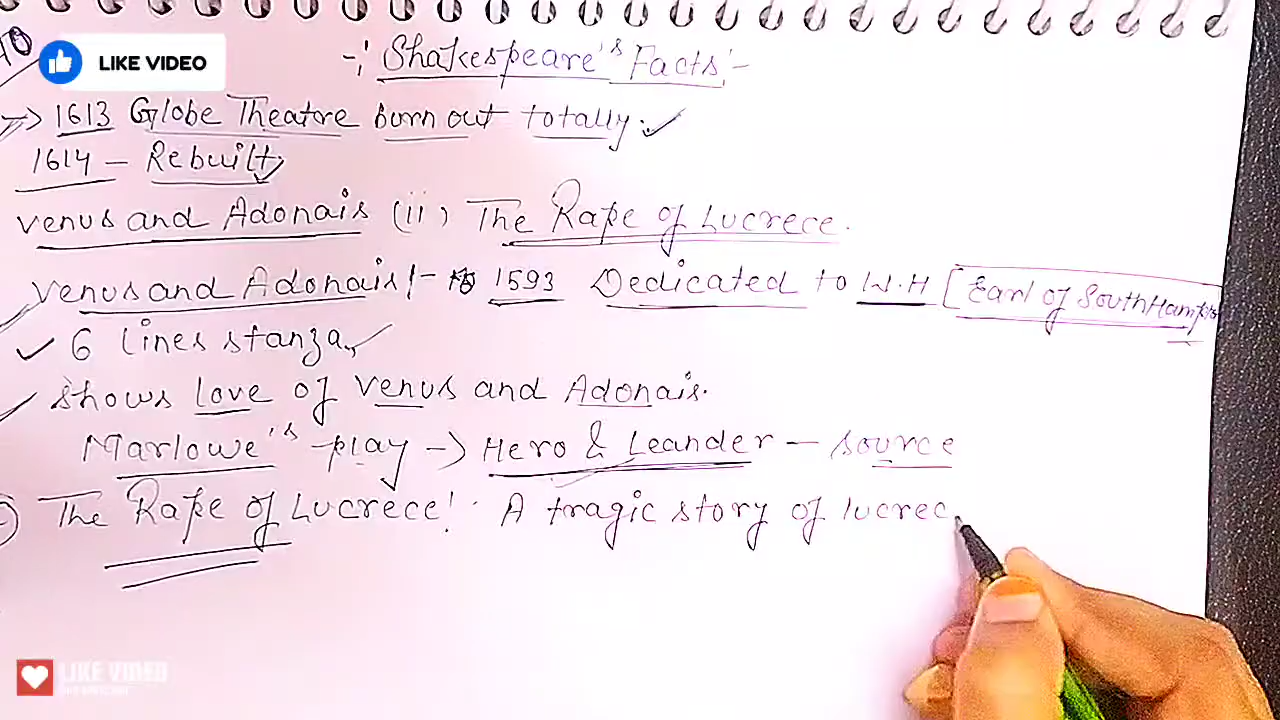 LIKE VIDEO
-: Shakespeare's Facts :-
→ 1613 Globe Theatre burn out totally.
1614 - Rebuilt
venus and Adonais (ii) The Rape of Lucrece.
venus and Adonais :- 1593 Dedicated to W.H [Earl of South
6 lines stanza
shows love of venus and Adonais.
Marlowe's play → Hero & Leander - source
The Rape of Lucrece: A tragic story of lucrec
LIKE VIDEO